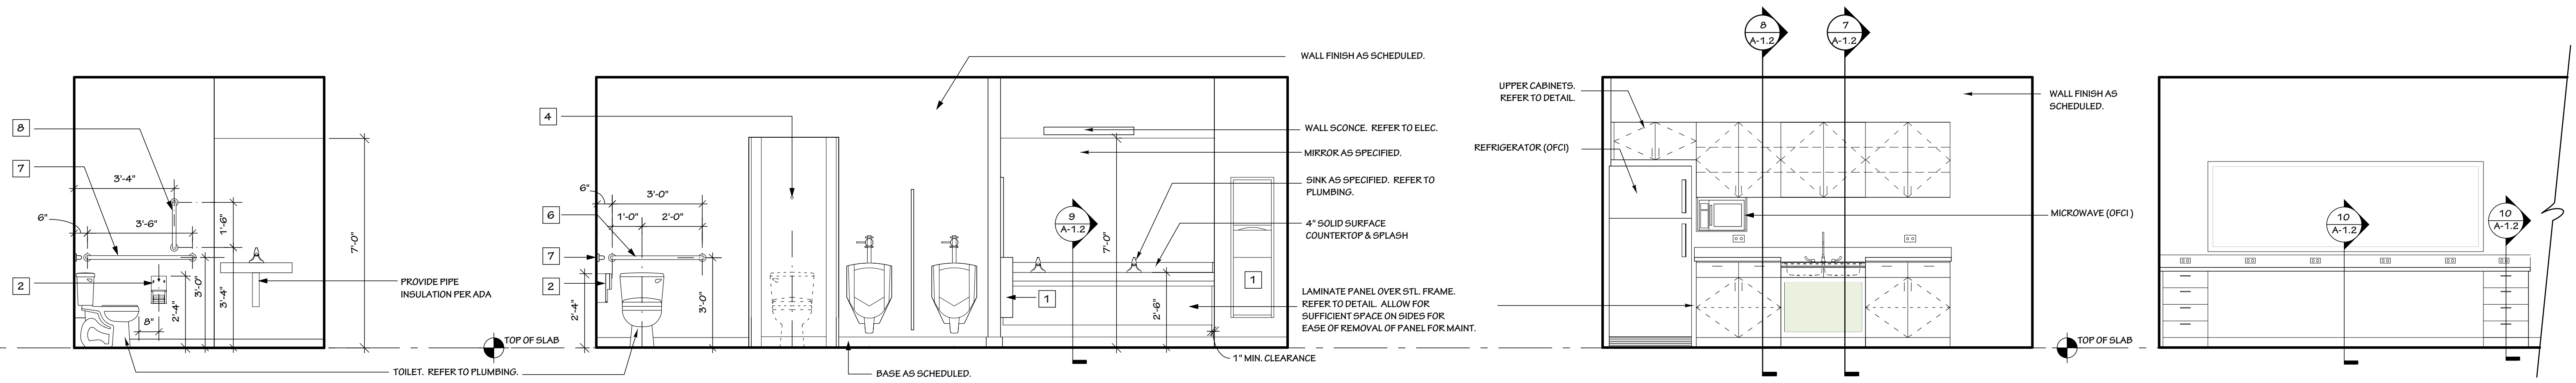 8
7
2
3'-4"
6"
3'-6"
1'-6"
7'-0"
3'-0"
3'-4"
2'-4"
8"
PROVIDE PIPE
INSULATION PER ADA
TOP OF SLAB
TOILET. REFER TO PLUMBING.
4
6
7
2
6"
3'-0"
1'-0"
2'-0"
2'-4"
3'-0"
BASE AS SCHEDULED.
WALL FINISH AS SCHEDULED.
WALL SCONCE. REFER TO ELEC.
MIRROR AS SPECIFIED.
SINK AS SPECIFIED. REFER TO
PLUMBING.
4" SOLID SURFACE
COUNTERTOP & SPLASH
9
A-1.2
7'-0"
1
1
2'-6"
LAMINATE PANEL OVER STL. FRAME.
REFER TO DETAIL. ALLOW FOR
SUFFICIENT SPACE ON SIDES FOR
EASE OF REMOVAL OF PANEL FOR MAINT.
1" MIN. CLEARANCE
8
A-1.2
7
A-1.2
UPPER CABINETS.
REFER TO DETAIL.
REFRIGERATOR (OFCI)
WALL FINISH AS
SCHEDULED.
MICROWAVE (OFCI )
TOP OF SLAB
10
A-1.2
10
A-1.2